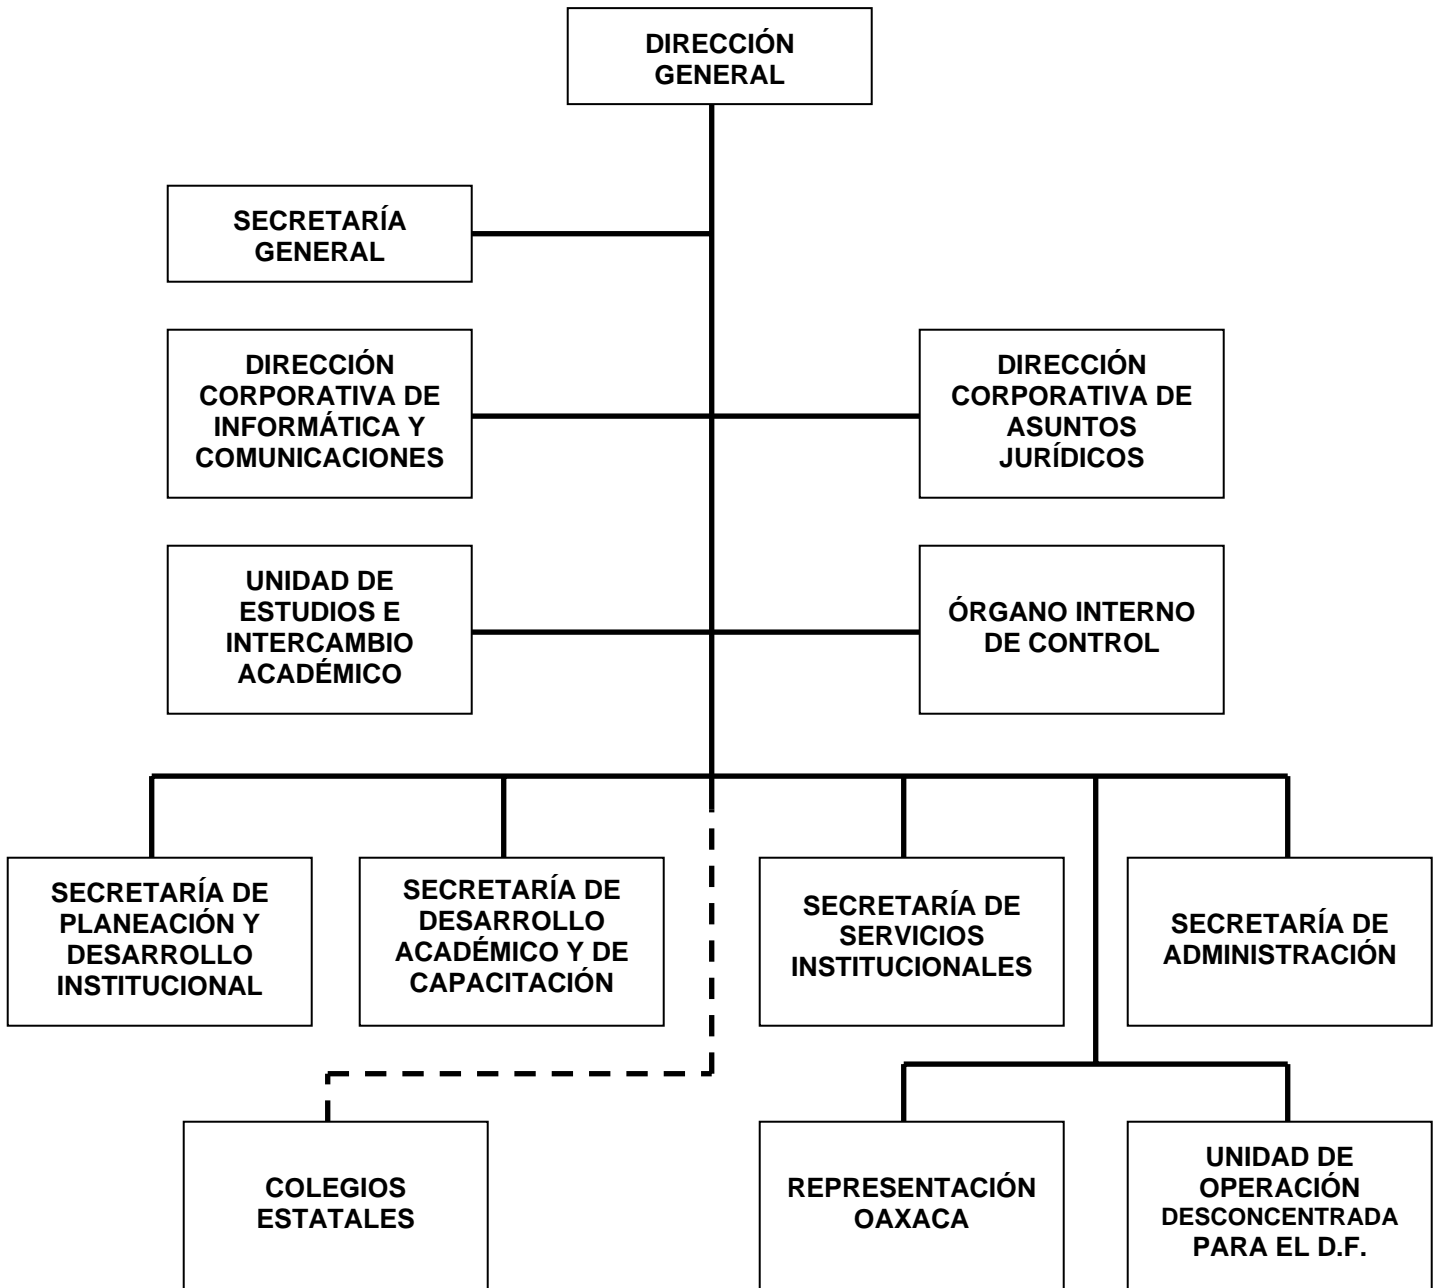 DIRECCIÓN
GENERAL
SECRETARÍA
GENERAL
DIRECCIÓN
CORPORATIVA DE
INFORMÁTICA Y
COMUNICACIONES
DIRECCIÓN
CORPORATIVA DE
ASUNTOS
JURÍDICOS
UNIDAD DE
ESTUDIOS E
INTERCAMBIO
ACADÉMICO
ÓRGANO INTERNO
DE CONTROL
SECRETARÍA DE
PLANEACIÓN Y
DESARROLLO
INSTITUCIONAL
SECRETARÍA DE
DESARROLLO
ACADÉMICO Y DE
CAPACITACIÓN
SECRETARÍA DE
SERVICIOS
INSTITUCIONALES
SECRETARÍA DE
ADMINISTRACIÓN
COLEGIOS
ESTATALES
REPRESENTACIÓN
OAXACA
UNIDAD DE
OPERACIÓN
DESCONCENTRADA
PARA EL D.F.